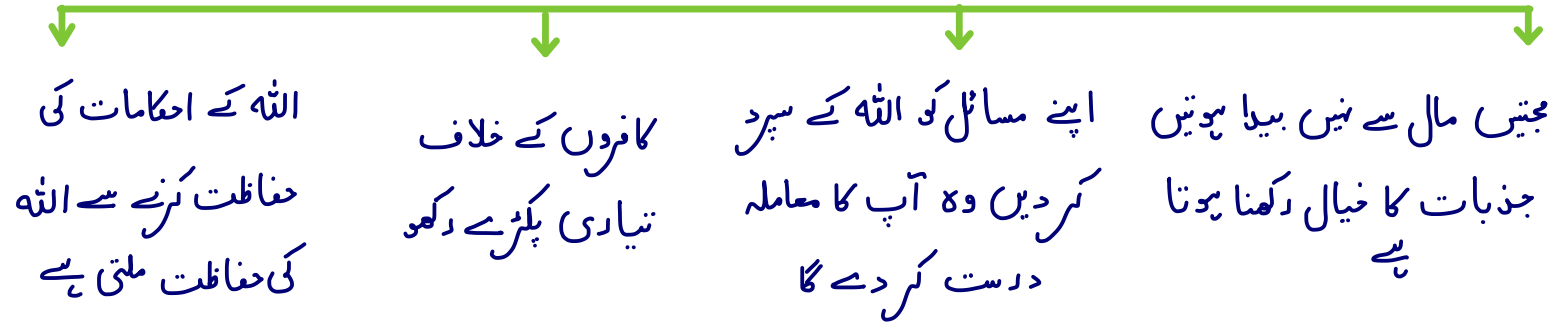 محبتیں مال سے نہیں پیدا ہوتیں
جذبات کا خیال رکھنا ہوتا
ہے
اپنے مسائل کو اللہ کے سپرد
کر دیں وہ آپ کا معاملہ
درست کر دے گا
کافروں کے خلاف
تیاری پکڑے رکھو
اللہ کے احکامات کی
حفاظت کرنے سے اللہ
کی حفاظت ملتی ہے